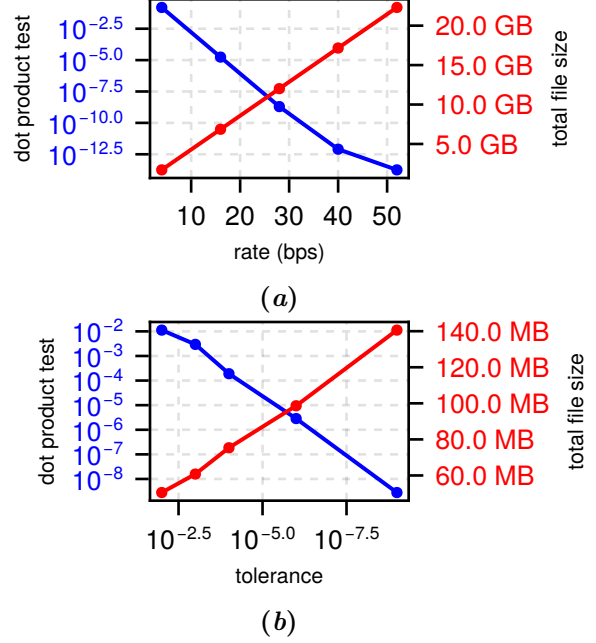 10^−2.5
10^−5.0
10^−7.5
10^−10.0
10^−12.5
dot product test
20.0 GB
15.0 GB
10.0 GB
5.0 GB
total file size
10 20 30 40 50
rate (bps)
(a)
10^−2
10^−3
10^−4
10^−5
10^−6
10^−7
10^−8
dot product test
140.0 MB
120.0 MB
100.0 MB
80.0 MB
60.0 MB
total file size
10^−2.5 10^−5.0 10^−7.5
tolerance
(b)